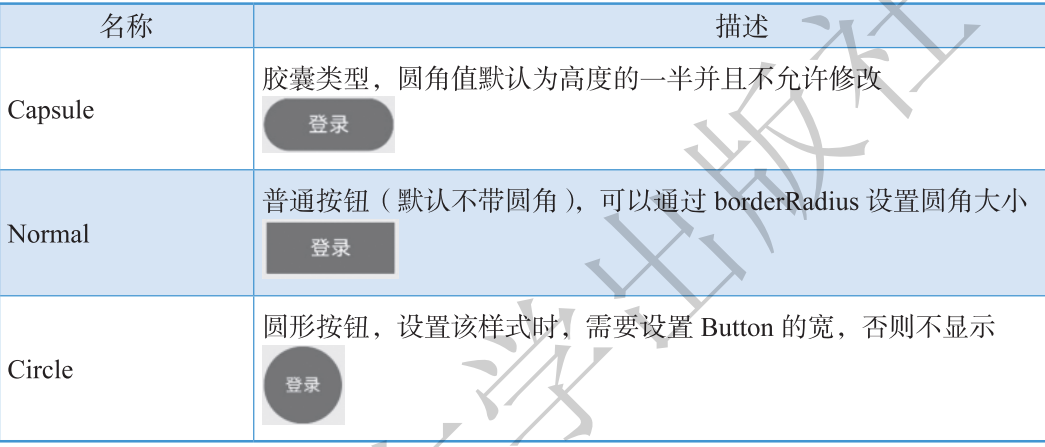 名称
描述
Capsule
胶囊类型，圆角值默认为高度的一半并且不允许修改
登录
Normal
普通按钮（默认不带圆角），可以通过 borderRadius 设置圆角大小
登录
Circle
圆形按钮，设置该样式时，需要设置 Button 的宽，否则不显示
登录
学出版社